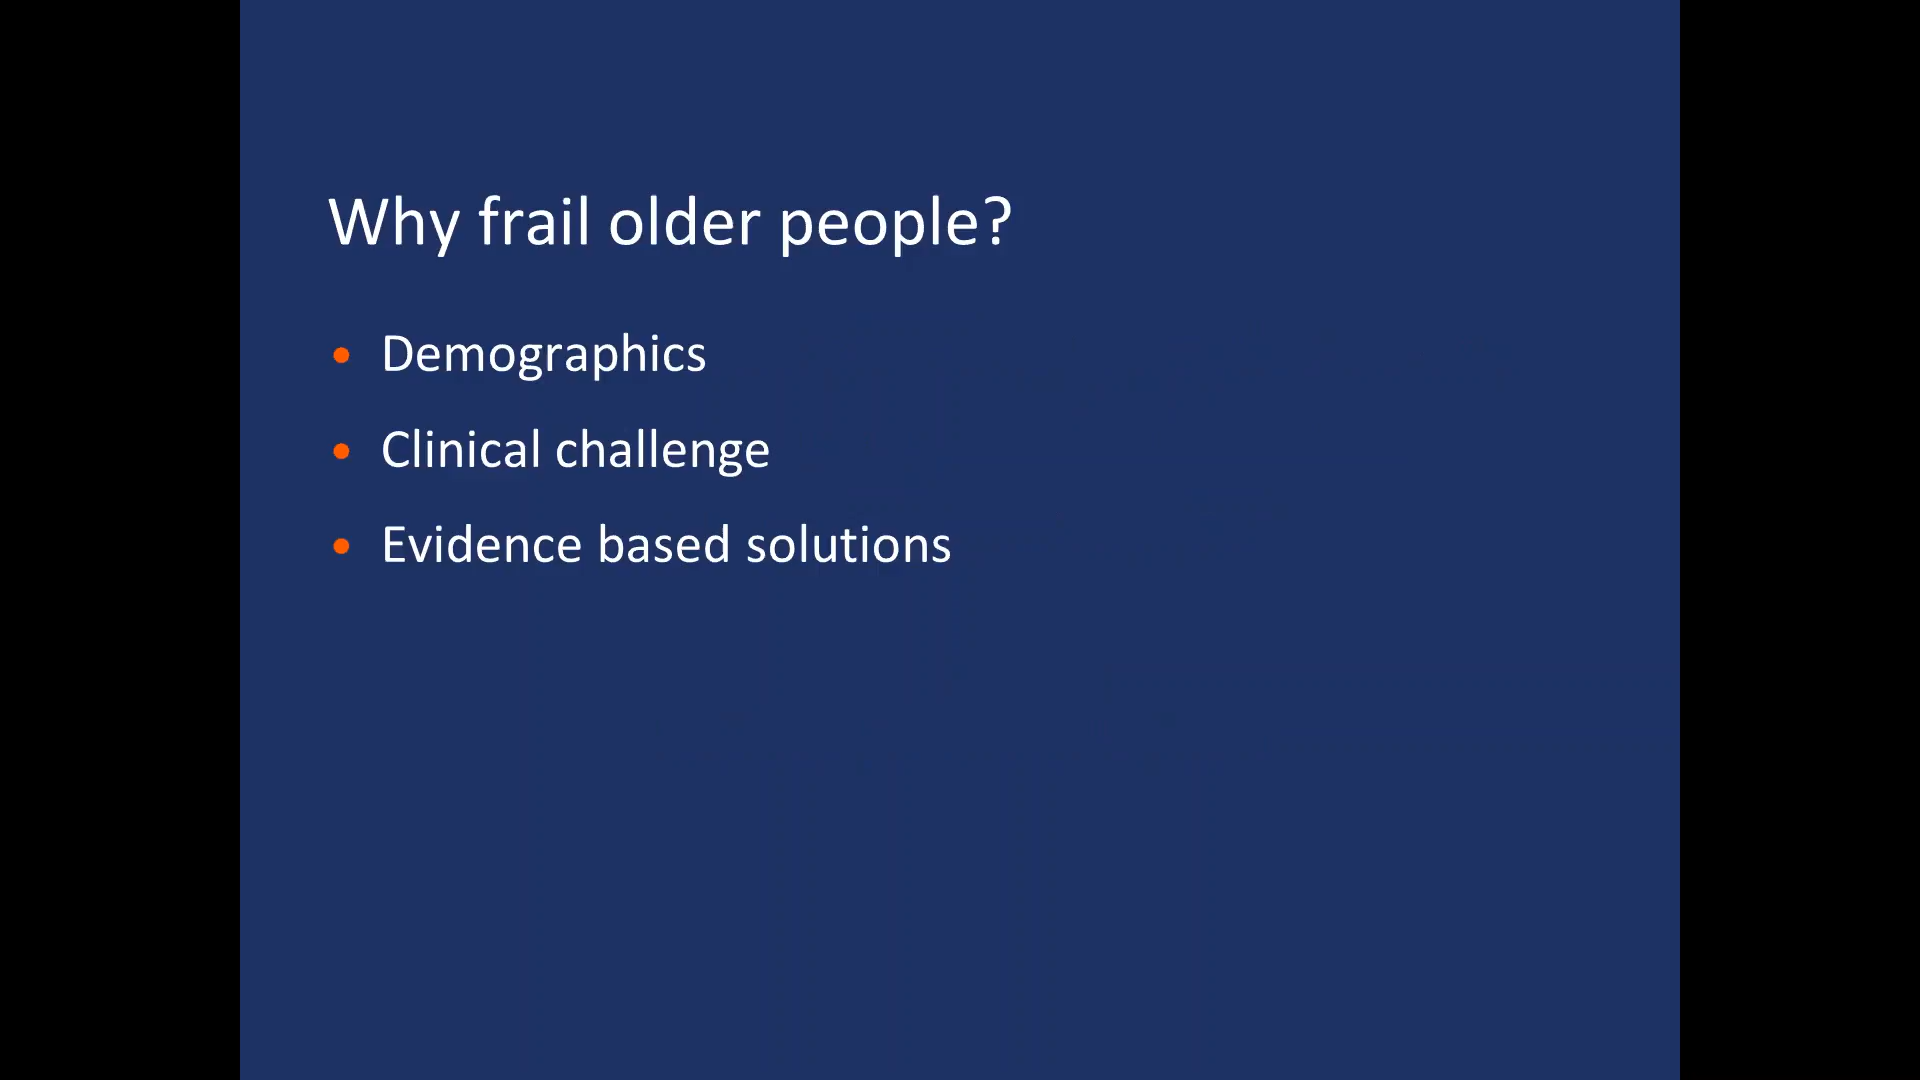 Why frail older people?
• Demographics
• Clinical challenge
• Evidence based solutions